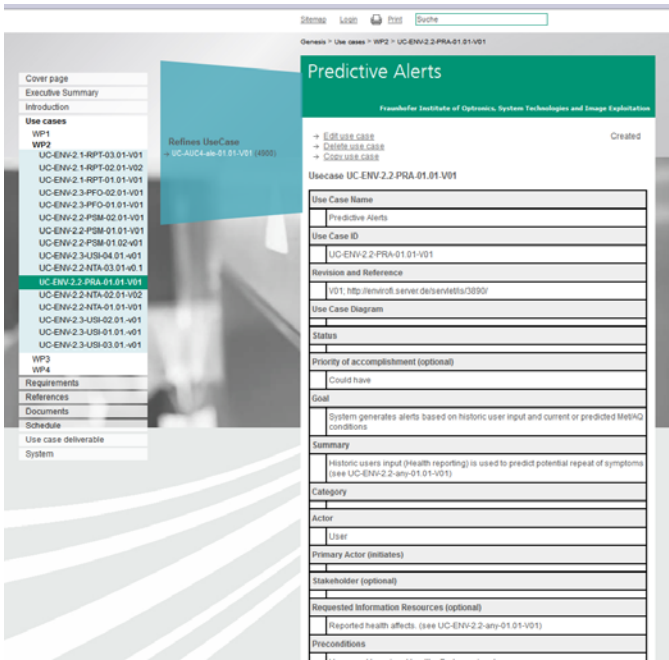 Sitemap Login Print Suche
Genesis > Use cases > WP2 > UC-ENV-2.2-PRA-01.01-V01
Cover page
Executive Summary
Introduction
Use cases
WP1
WP2
UC-ENV-2.1-RPT-03.01-V01
UC-ENV-2.1-RPT-02.01-V02
UC-ENV-2.1-RPT-01.01-V01
UC-ENV-2.3-PFO-02.01-V01
UC-ENV-2.3-PFO-01.01-V01
UC-ENV-2.2-PSM-02.01-V01
UC-ENV-2.2-PSM-01.01-V01
UC-ENV-2.2-PSM-01.02-v01
UC-ENV-2.3-USI-04.01.-v01
UC-ENV-2.2-NTA-03.01-v0.1
UC-ENV-2.2-PRA-01.01-V01
UC-ENV-2.2-NTA-02.01-V02
UC-ENV-2.2-NTA-01.01-V01
UC-ENV-2.3-USI-02.01.-v01
UC-ENV-2.3-USI-01.01.-v01
UC-ENV-2.3-USI-03.01.-v01
WP3
WP4
Requirements
References
Documents
Schedule
Use case deliverable
System
Refines UseCase
→ UC-AUC4-ale-01.01-V01 (4900)
Predictive Alerts
Fraunhofer Institute of Optronics, System Technologies and Image Exploitation
→ Edit use case Created
→ Delete use case
→ Copy use case
Usecase UC-ENV-2.2-PRA-01.01-V01
Use Case Name
Predictive Alerts
Use Case ID
UC-ENV-2.2-PRA-01.01-V01
Revision and Reference
V01; http://envirofi.server.de/servlet/is/3890/
Use Case Diagram
Status
Priority of accomplishment (optional)
Could have
Goal
System generates alerts based on historic user input and current or predicted Met/AQ
conditions
Summary
Historic users input (Health reporting) is used to predict potential repeat of symptoms
(see UC-ENV-2.2-any-01.01-V01)
Category
Actor
User
Primary Actor (initiates)
Stakeholder (optional)
Requested Information Resources (optional)
Reported health affects. (see UC-ENV-2.2-any-01.01-V01)
Preconditions